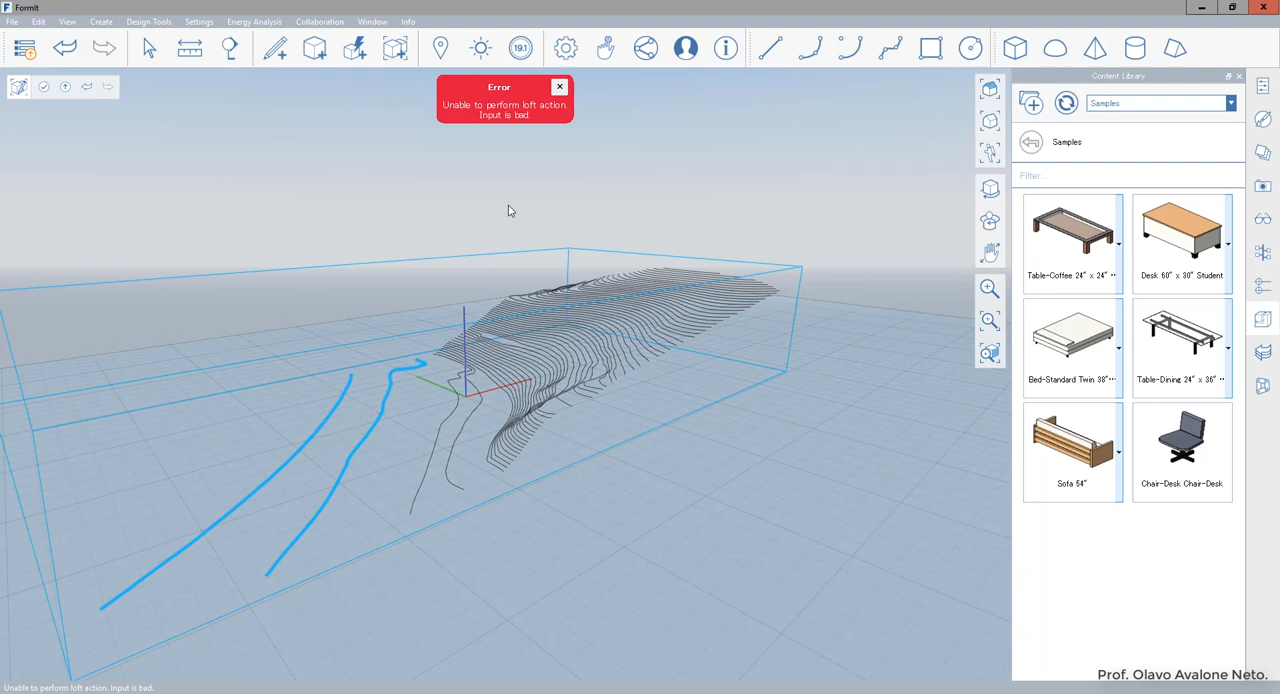 FormIt
File Edit View Create Design Tools Settings Energy Analysis Collaboration Window Info
19.1
Error
Unable to perform loft action.
Input is bad.
Content Library
Samples
Samples
Filter...
Table-Coffee 24" x 24" ...
Desk 60" x 30" Student
Bed-Standard Twin 38"...
Table-Dining 24" x 36" ...
Sofa 54"
Chair-Desk Chair-Desk
Prof. Olavo Avalone Neto.
Unable to perform loft action. Input is bad.